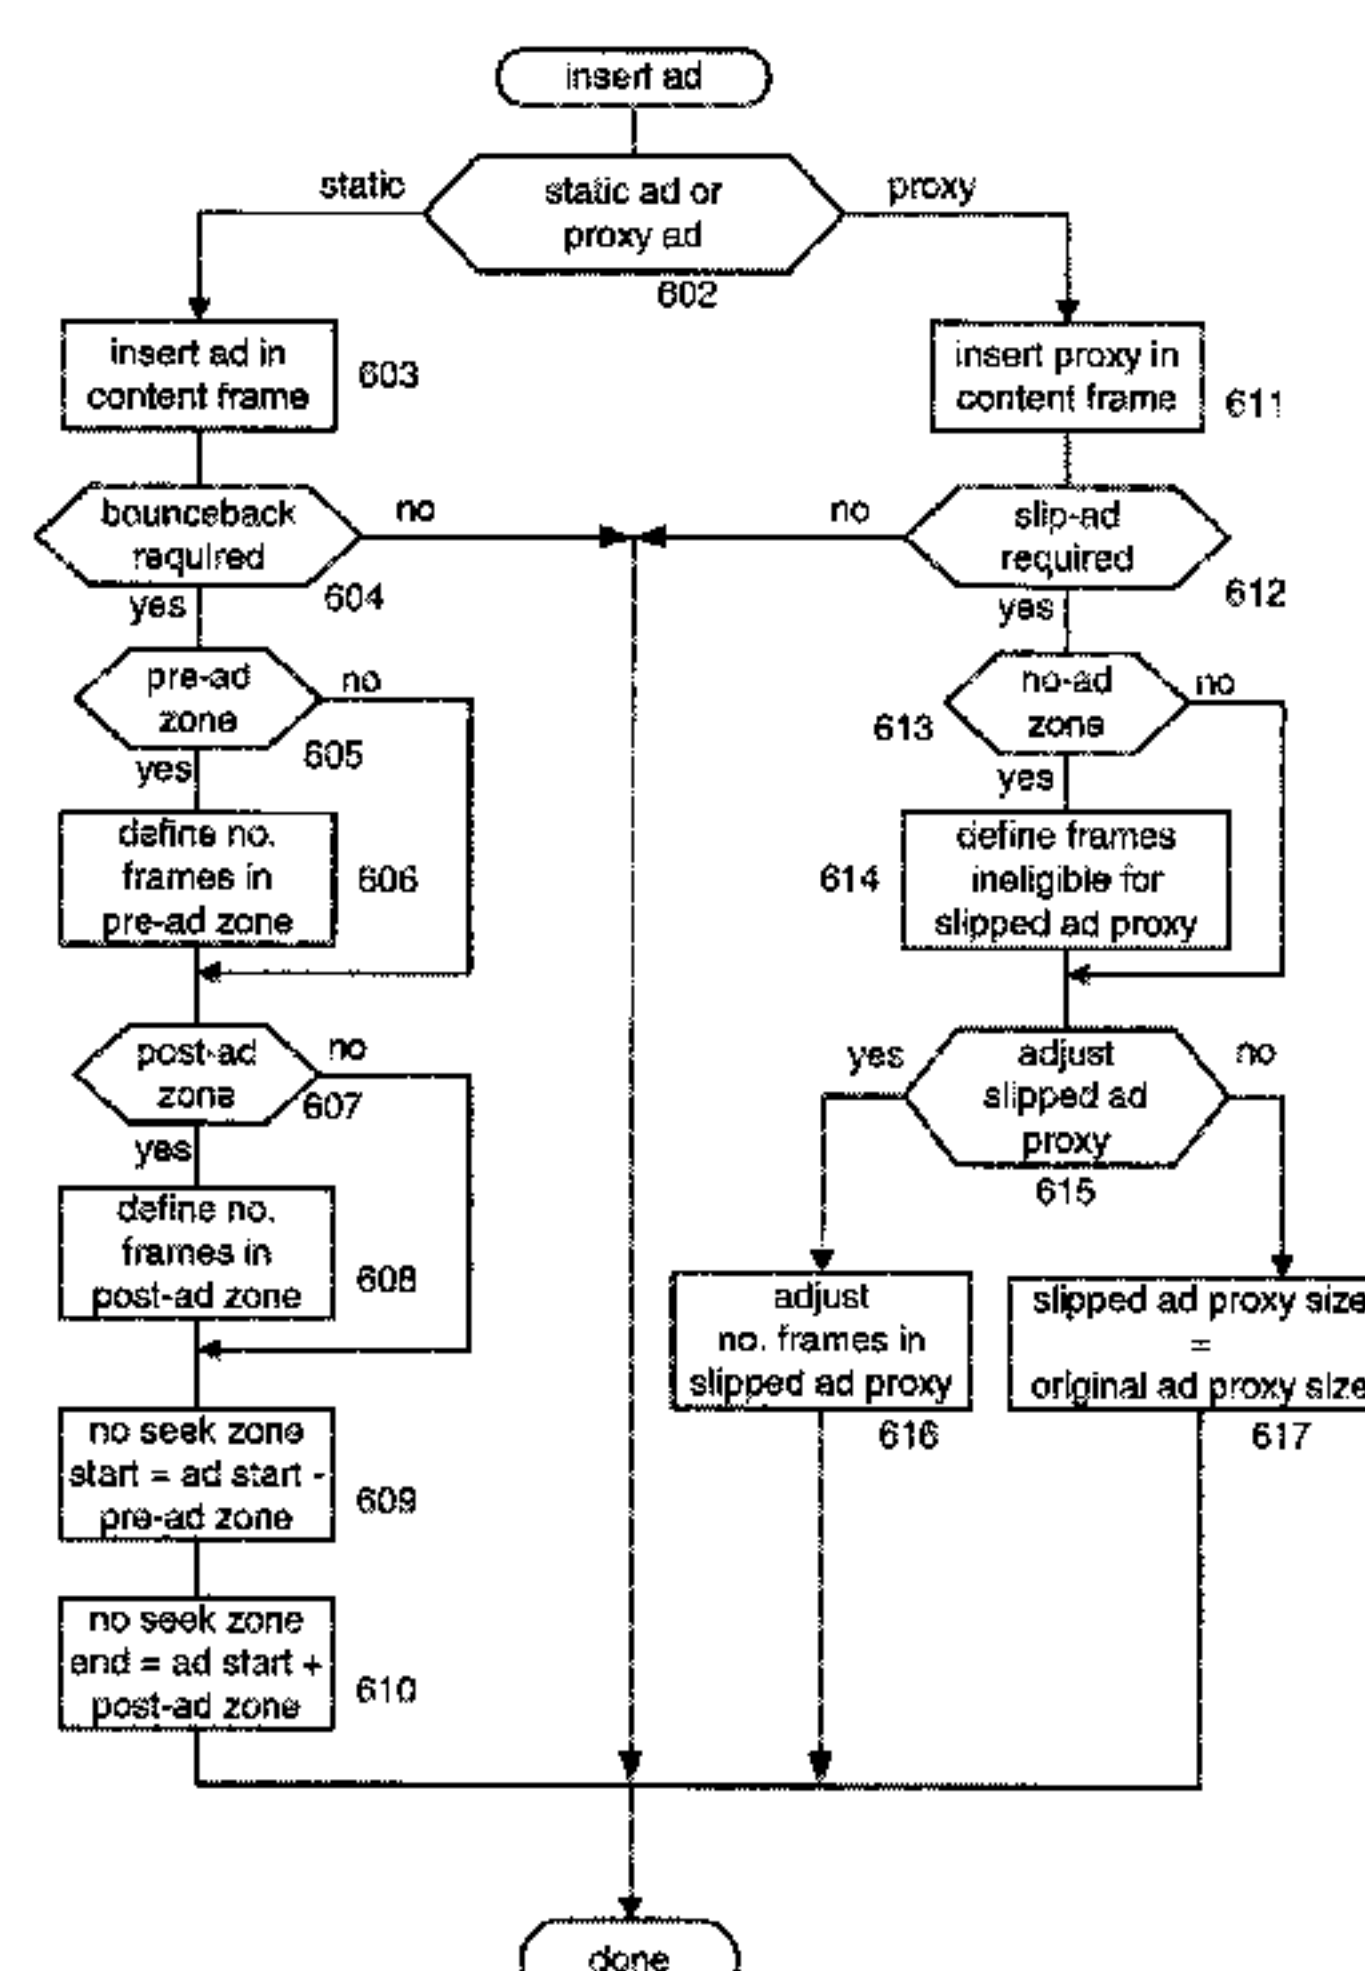 insert ad
static
static ad or
proxy ad
proxy
602
insert ad in
content frame
603
insert proxy in
content frame
611
bounceback
required
no
604
yes
no
slip-ad
required
612
yes
pre-ad
zone
no
605
yes
no-ad
zone
no
613
yes
define no.
frames in
pre-ad zone
606
define frames
ineligible for
slipped ad proxy
614
post-ad
zone
no
607
yes
yes
adjust
slipped ad
proxy
no
615
define no.
frames in
post-ad zone
608
adjust
no. frames in
slipped ad proxy
616
slipped ad proxy size
=
original ad proxy size
617
no seek zone
start = ad start -
pre-ad zone
609
no seek zone
end = ad start +
post-ad zone
610
done